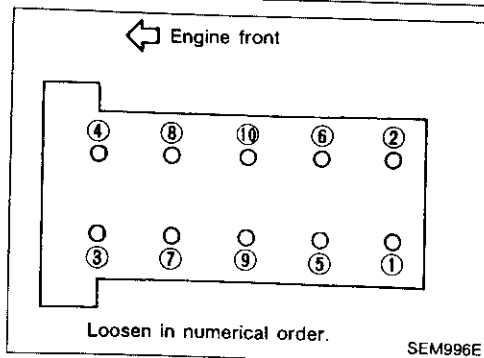 Engine front
④ ⑧ ⑩ ⑥ ②
③ ⑦ ⑨ ⑤ ①
Loosen in numerical order.
SEM996E